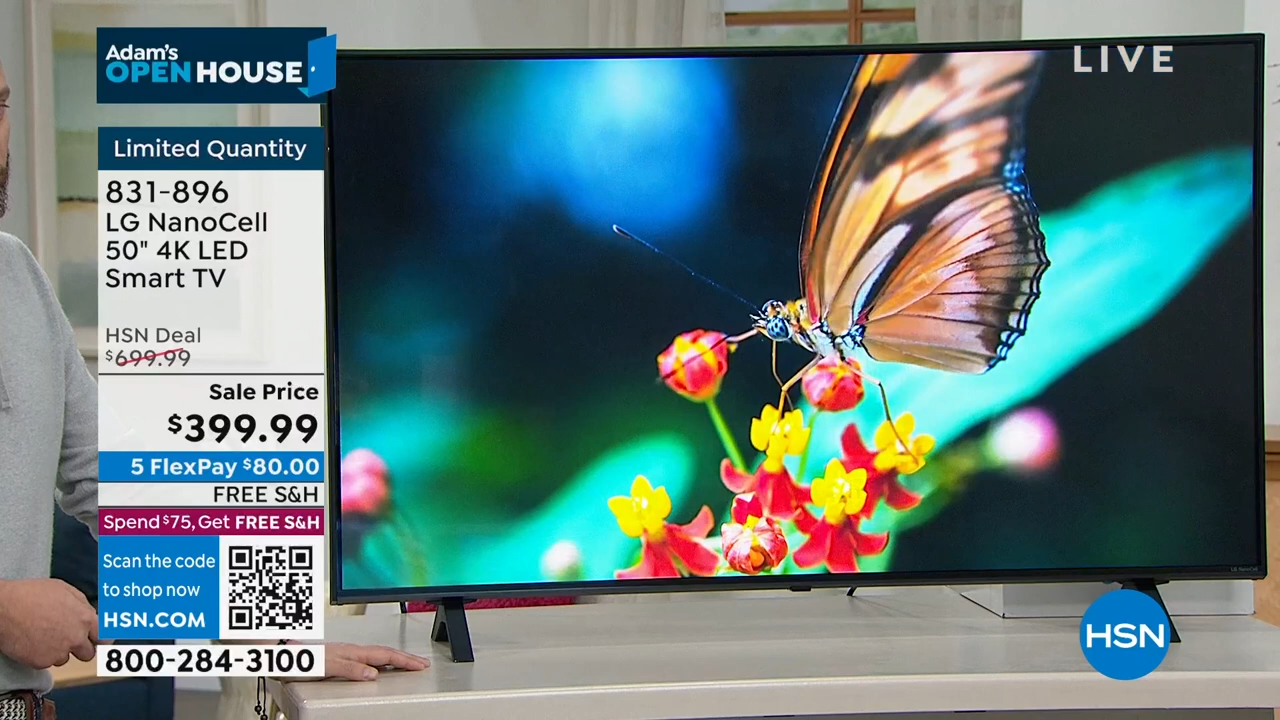 Adam's
OPEN HOUSE
LIVE
Limited Quantity
831-896
LG NanoCell
50" 4K LED
Smart TV
HSN Deal
$699.99
Sale Price
$399.99
5 FlexPay $80.00
FREE S&H
Spend $75, Get FREE S&H
Scan the code
to shop now
HSN.COM
800-284-3100
LG NanoCell
HSN